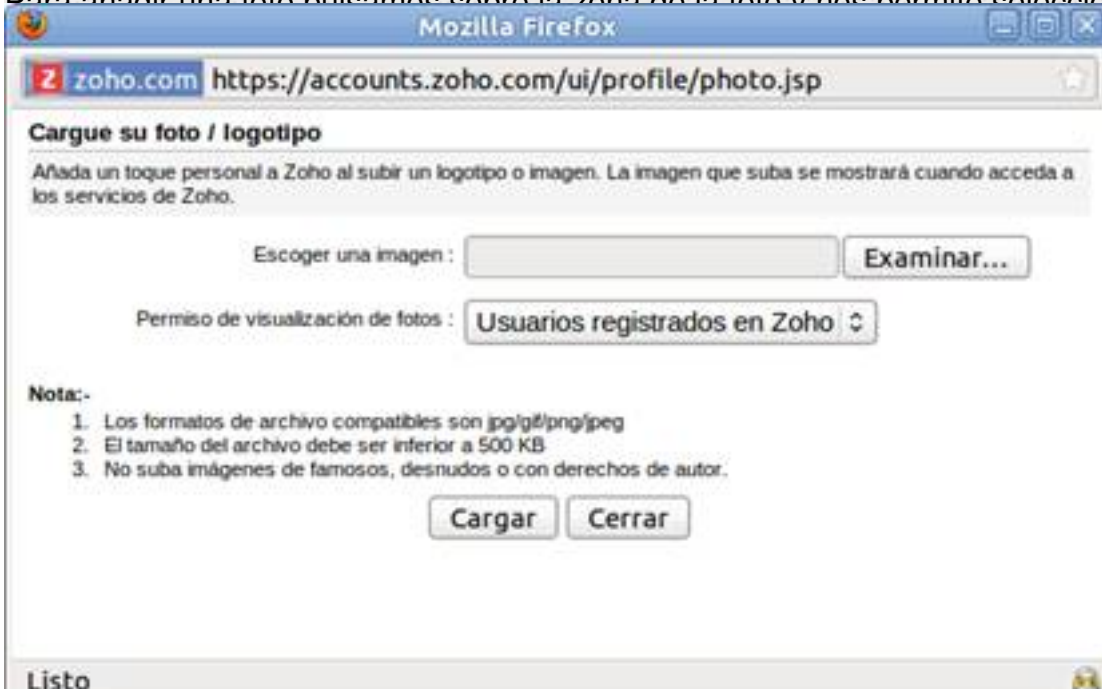 Mozilla Firefox
Z zoho.com https://accounts.zoho.com/ui/profile/photo.jsp
Cargue su foto / logotipo
Añada un toque personal a Zoho al subir un logotipo o imagen. La imagen que suba se mostrará cuando acceda a
los servicios de Zoho.
Escoger una imagen : Examinar...
Permiso de visualización de fotos : Usuarios registrados en Zoho
Nota:-
1. Los formatos de archivo compatibles son jpg/gif/png/jpeg
2. El tamaño del archivo debe ser inferior a 500 KB
3. No suba imágenes de famosos, desnudos o con derechos de autor.
Cargar Cerrar
Listo